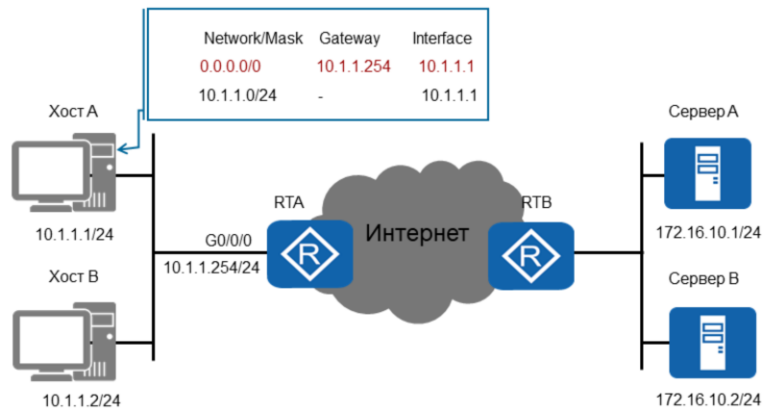 Network/Mask Gateway Interface
0.0.0.0/0 10.1.1.254 10.1.1.1
10.1.1.0/24 - 10.1.1.1
Хост A
Сервер A
RTA
RTB
Интернет
R
R
10.1.1.1/24
172.16.10.1/24
G0/0/0
10.1.1.254/24
Хост B
Сервер B
10.1.1.2/24
172.16.10.2/24